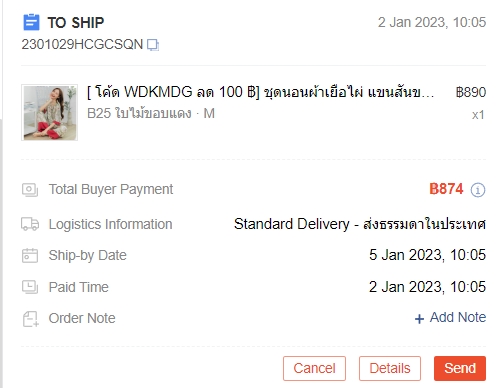 TO SHIP
2 Jan 2023, 10:05
2301029HCGCSQN
[ โค้ด WDKMDG ลด 100 ฿] ชุดนอนผ้าเยื่อไผ่ แขนสั้นข…
฿890
B25 ใบไม้ขอบแดง · M
x1
Total Buyer Payment
฿874
Logistics Information
Standard Delivery - ส่งธรรมดาในประเทศ
Ship-by Date
5 Jan 2023, 10:05
Paid Time
2 Jan 2023, 10:05
Order Note
+ Add Note
Cancel
Details
Send